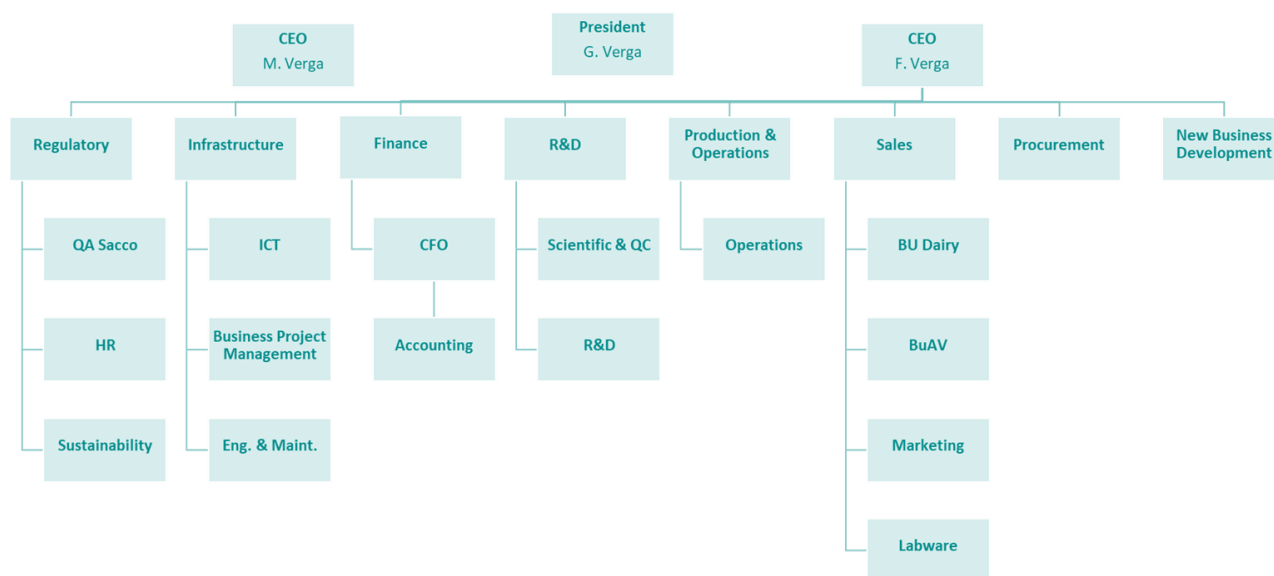 CEO
M. Verga
President
G. Verga
CEO
F. Verga
Regulatory
Infrastructure
Finance
R&D
Production &
Operations
Sales
Procurement
New Business
Development
QA Sacco
ICT
CFO
Scientific & QC
Operations
BU Dairy
HR
Business Project
Management
Accounting
R&D
BuAV
Sustainability
Eng. & Maint.
Marketing
Labware